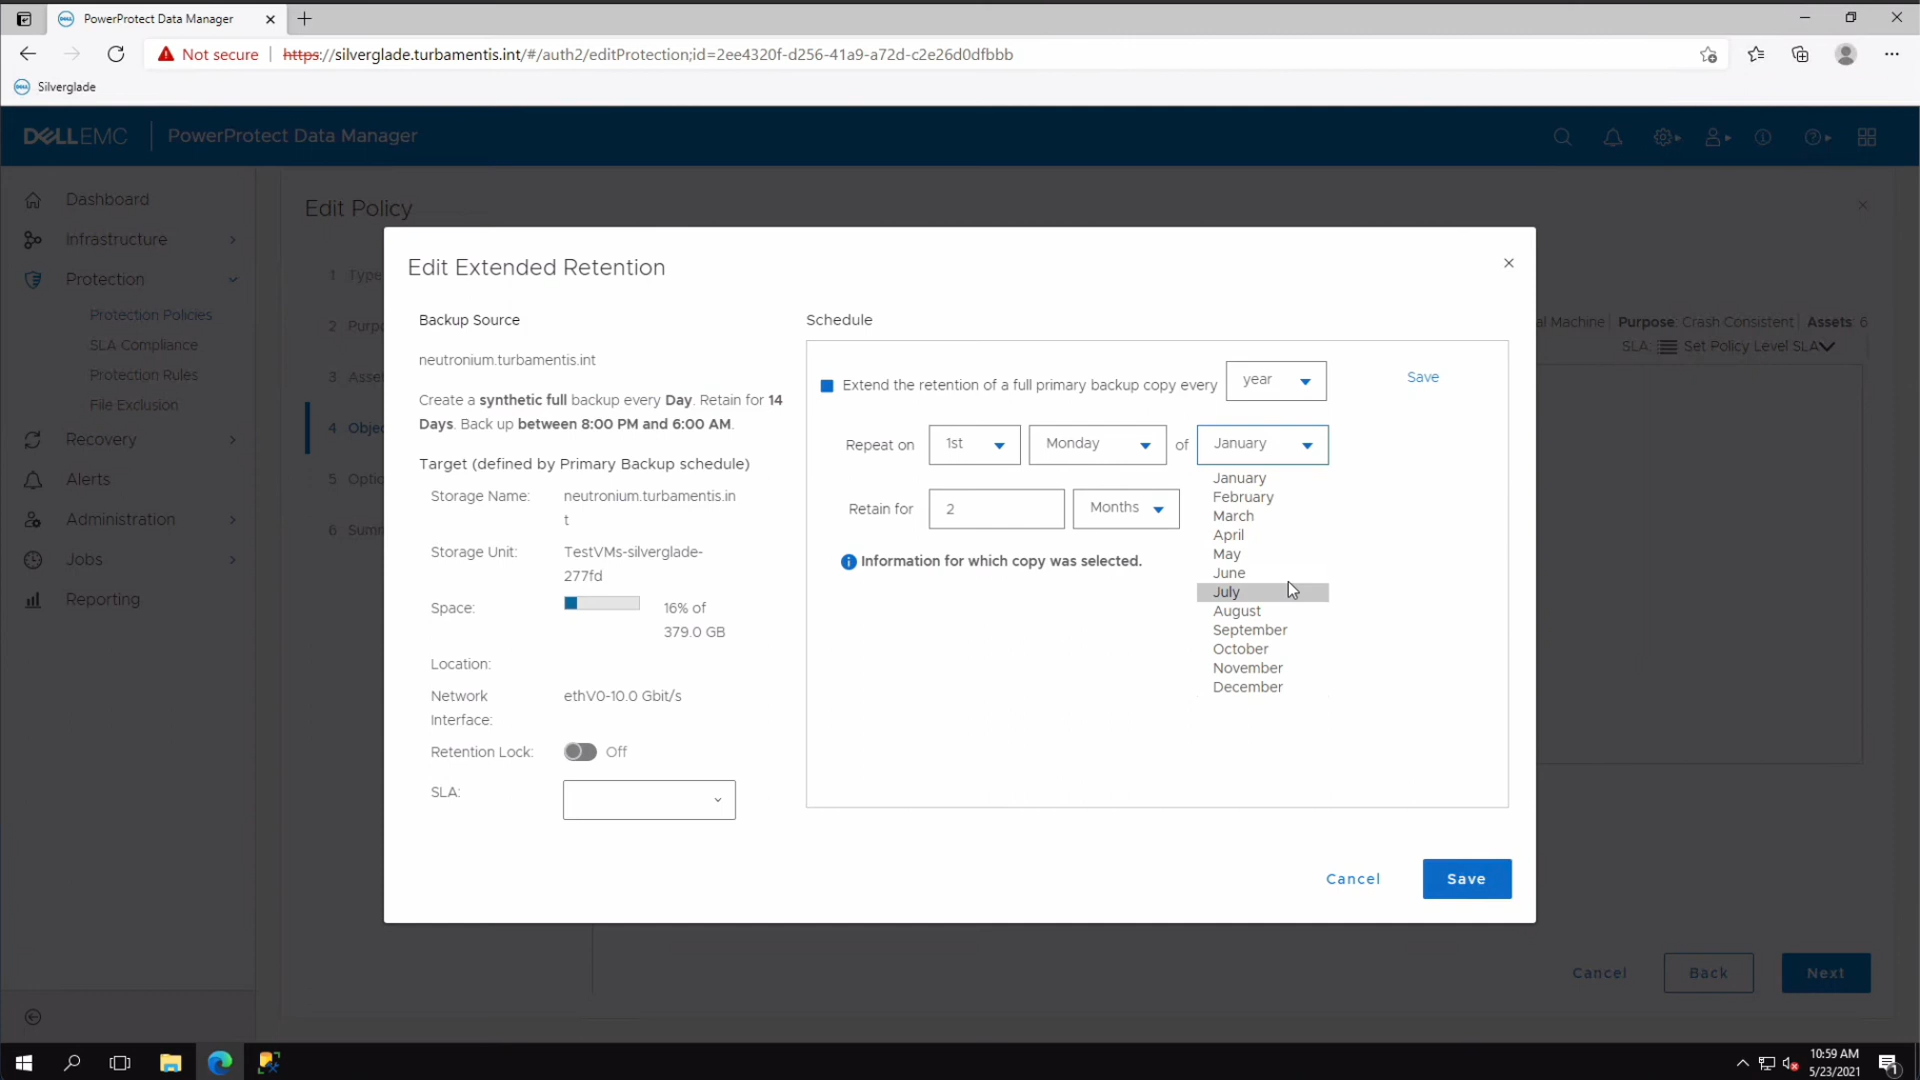 PowerProtect Data Manager
Not secure
https://silverglade.turbamentis.int/#/auth2/editProtection;id=2ee4320f-d256-41a9-a72d-c2e26d0dfbbb
Silverglade
DELLEMC
PowerProtect Data Manager
Dashboard
Infrastructure
Protection
Protection Policies
SLA Compliance
Protection Rules
File Exclusion
Recovery
Alerts
Administration
Jobs
Reporting
Edit Policy
1 Type
2 Purpo
3 Asse
4 Objec
5 Optio
6 Summ
al Machine
Purpose: Crash Consistent
Assets: 6
SLA: Set Policy Level SLA
Edit Extended Retention
Backup Source
neutronium.turbamentis.int
Create a synthetic full backup every Day. Retain for 14
Days. Back up between 8:00 PM and 6:00 AM.
Target (defined by Primary Backup schedule)
Storage Name: neutronium.turbamentis.in
t
Storage Unit: TestVMs-silverglade-
277fd
Space: 16% of
379.0 GB
Location:
Network ethV0-10.0 Gbit/s
Interface:
Retention Lock: Off
SLA:
Schedule
Extend the retention of a full primary backup copy every year
Save
Repeat on 1st Monday of January
Retain for 2 Months
Information for which copy was selected.
January
February
March
April
May
June
July
August
September
October
November
December
Cancel
Save
Cancel
Back
Next
10:59 AM
5/23/2021
1